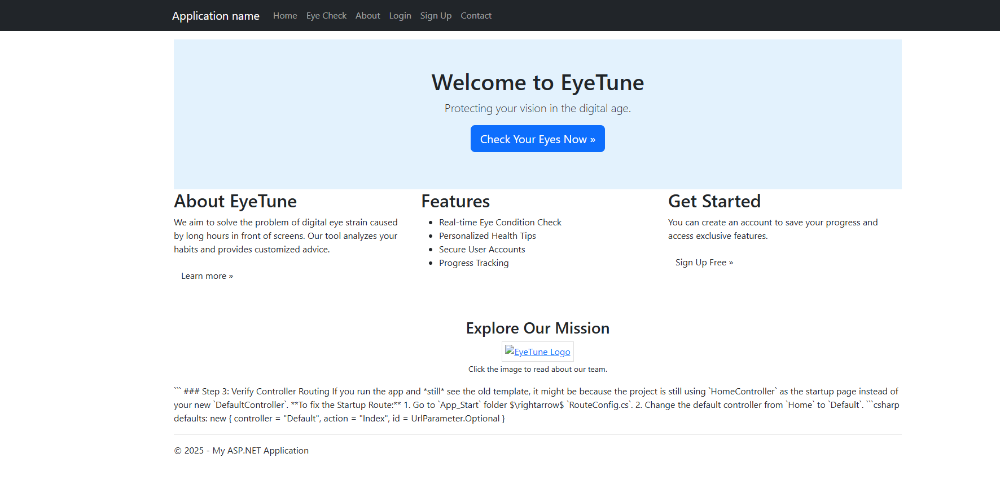 Application name Home Eye Check About Login Sign Up Contact
Welcome to EyeTune
Protecting your vision in the digital age.
Check Your Eyes Now »
About EyeTune
We aim to solve the problem of digital eye strain caused
by long hours in front of screens. Our tool analyzes your
habits and provides customized advice.
Learn more »
Features
• Real-time Eye Condition Check
• Personalized Health Tips
• Secure User Accounts
• Progress Tracking
Get Started
You can create an account to save your progress and
access exclusive features.
Sign Up Free »
Explore Our Mission
EyeTune Logo
Click the image to read about our team.
``` ### Step 3: Verify Controller Routing If you run the app and *still* see the old template, it might be because the project is still using `HomeController` as the startup page instead of
your new `DefaultController`. **To fix the Startup Route:** 1. Go to `App_Start` folder $\rightarrow$ `RouteConfig.cs`. 2. Change the default controller from `Home` to `Default`. ```csharp
defaults: new { controller = "Default", action = "Index", id = UrlParameter.Optional }
© 2025 - My ASP.NET Application